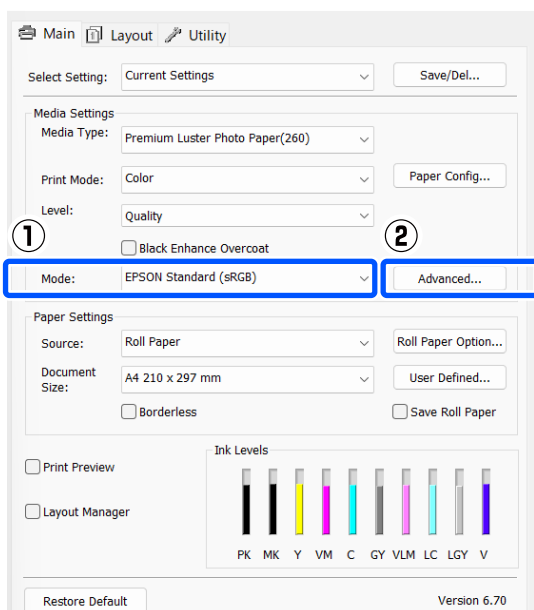 Main Layout Utility
Select Setting: Current Settings Save/Del...
Media Settings
Media Type: Premium Luster Photo Paper(260)
Print Mode: Color Paper Config...
Level: Quality
① ②
Black Enhance Overcoat
Mode: EPSON Standard (sRGB) Advanced...
Paper Settings
Source: Roll Paper Roll Paper Option...
Document
Size: A4 210 x 297 mm User Defined...
Borderless Save Roll Paper
Ink Levels
Print Preview
Layout Manager
PK MK Y VM C GY VLM LC LGY V
Restore Default Version 6.70